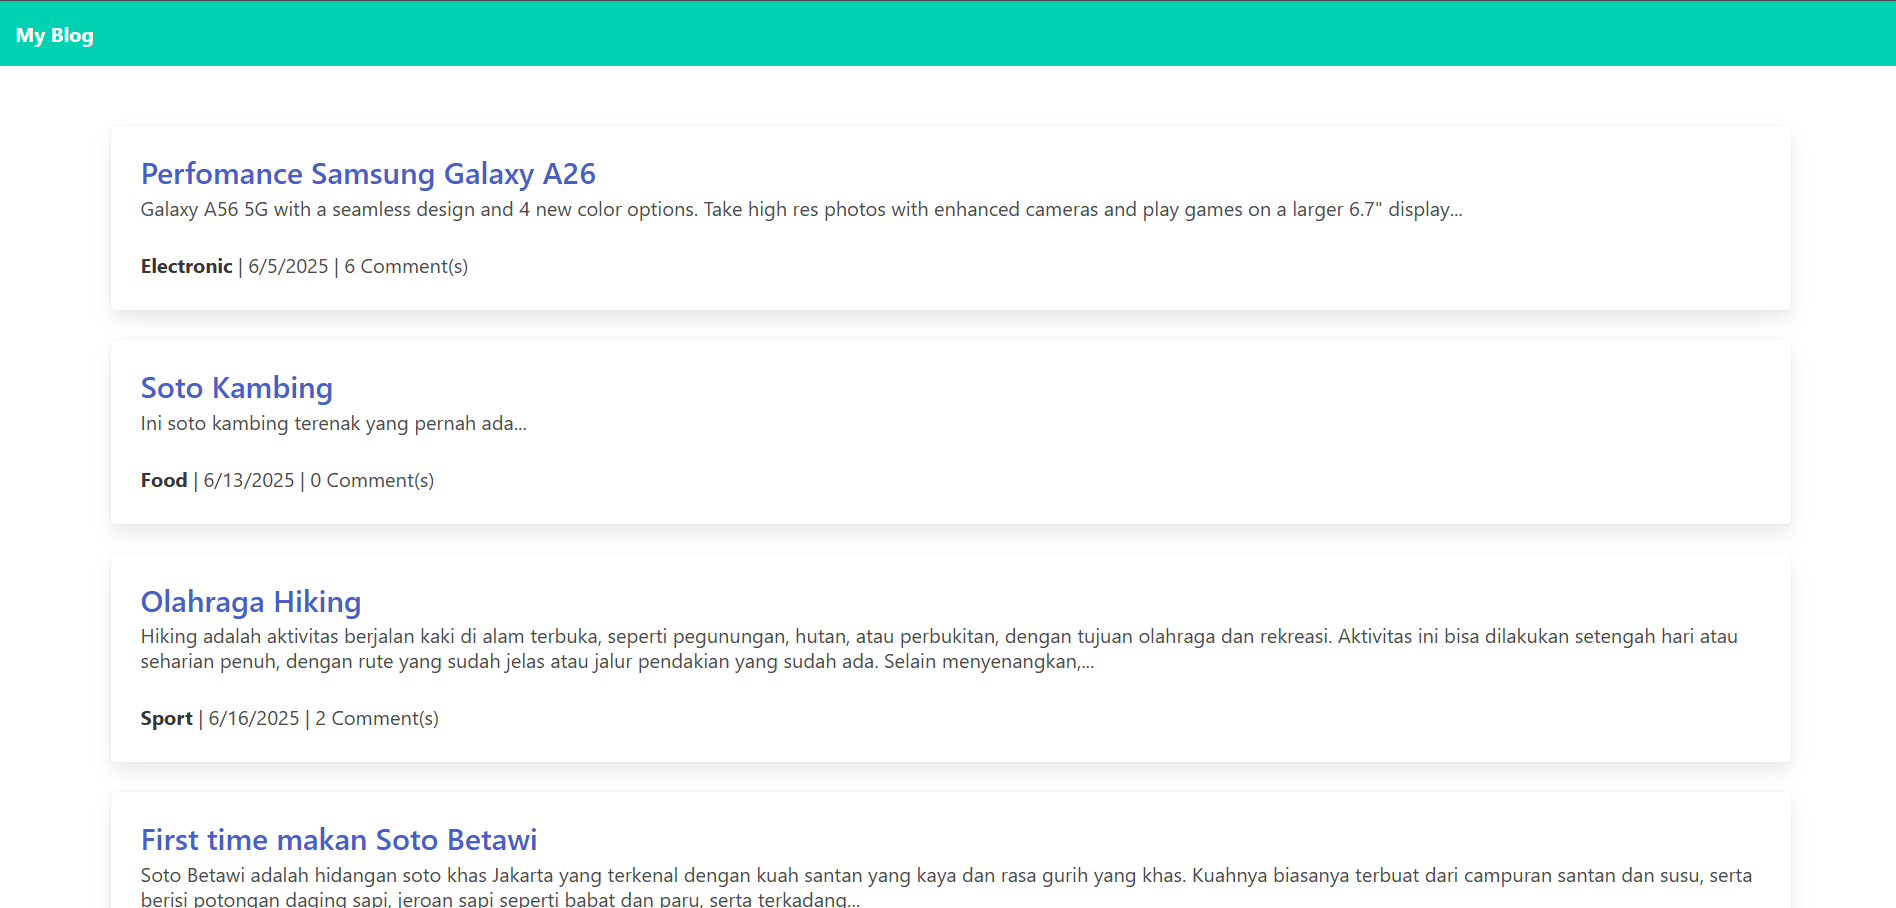 My Blog
Perfomance Samsung Galaxy A26
Galaxy A56 5G with a seamless design and 4 new color options. Take high res photos with enhanced cameras and play games on a larger 6.7" display...
Electronic | 6/5/2025 | 6 Comment(s)
Soto Kambing
Ini soto kambing terenak yang pernah ada...
Food | 6/13/2025 | 0 Comment(s)
Olahraga Hiking
Hiking adalah aktivitas berjalan kaki di alam terbuka, seperti pegunungan, hutan, atau perbukitan, dengan tujuan olahraga dan rekreasi. Aktivitas ini bisa dilakukan setengah hari atau
seharian penuh, dengan rute yang sudah jelas atau jalur pendakian yang sudah ada. Selain menyenangkan,...
Sport | 6/16/2025 | 2 Comment(s)
First time makan Soto Betawi
Soto Betawi adalah hidangan soto khas Jakarta yang terkenal dengan kuah santan yang kaya dan rasa gurih yang khas. Kuahnya biasanya terbuat dari campuran santan dan susu, serta
berisi potongan daging sapi, jeroan sapi seperti babat dan paru, serta terkadang...